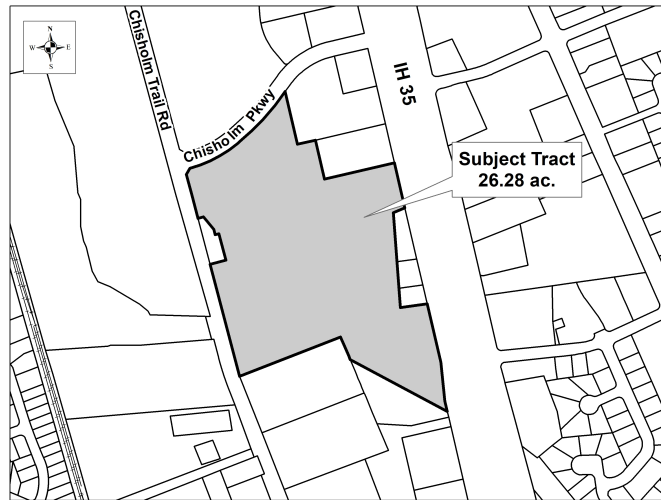 N
W E
S
Chisholm Trail Rd
Chisholm Pkwy
IH 35
Subject Tract
26.28 ac.